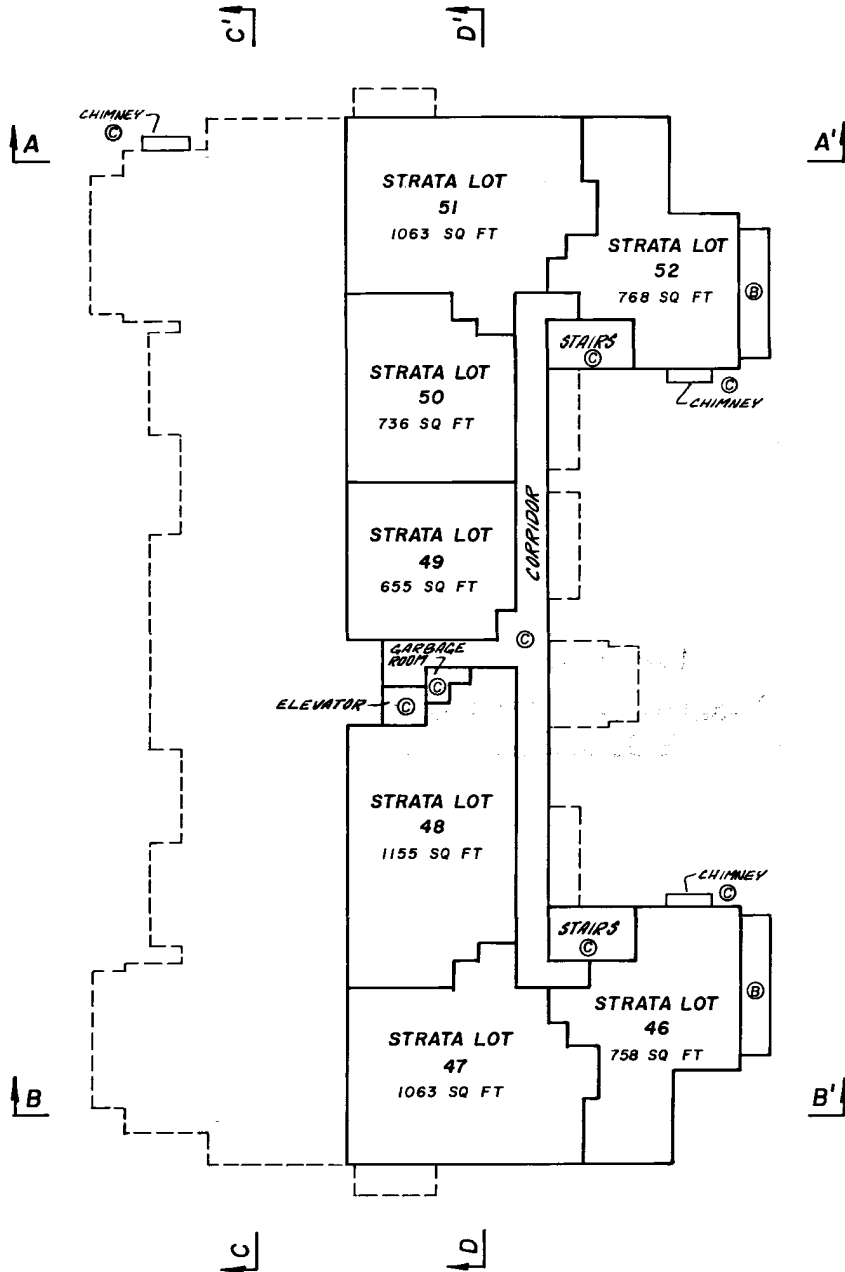 C'
D'
CHIMNEY
C
A
A'
STRATA LOT
51
1063 SQ FT
STRATA LOT
52
768 SQ FT
B
STAIRS
C
C
CHIMNEY
STRATA LOT
50
736 SQ FT
CORRIDOR
STRATA LOT
49
655 SQ FT
C
GARBAGE
ROOM
C
ELEVATOR
C
STRATA LOT
48
1155 SQ FT
CHIMNEY
C
STAIRS
C
B
STRATA LOT
46
758 SQ FT
STRATA LOT
47
1063 SQ FT
B
B'
C
D